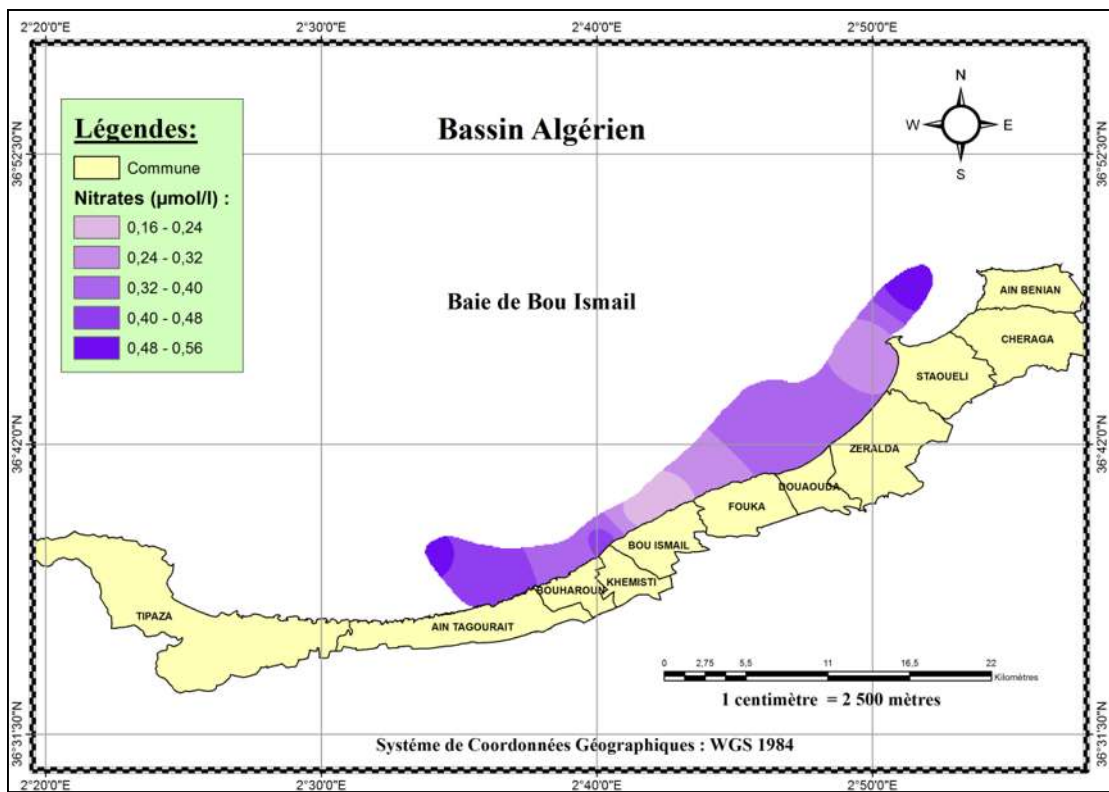 2°20'0"E 2°30'0"E 2°40'0"E 2°50'0"E
N
W E
S
Légendes:
Commune
Nitrates (µmol/l) :
0,16 - 0,24
0,24 - 0,32
0,32 - 0,40
0,40 - 0,48
0,48 - 0,56
Bassin Algérien
36°52'30"N 36°52'30"N
Baie de Bou Ismail
AIN BENIAN
CHERAGA
STAOUELI
36°42'0"N 36°42'0"N
ZERALDA
DOUAOUDA
FOUKA
BOU ISMAIL
KHEMISTI
BOUHAROUN
TIPAZA
AIN TAGOURAIT
0 2,75 5,5 11 16,5 22
Kilomètres
1 centimètre = 2 500 mètres
36°31'30"N 36°31'30"N
Systéme de Coordonnées Géographiques : WGS 1984
2°20'0"E 2°30'0"E 2°40'0"E 2°50'0"E